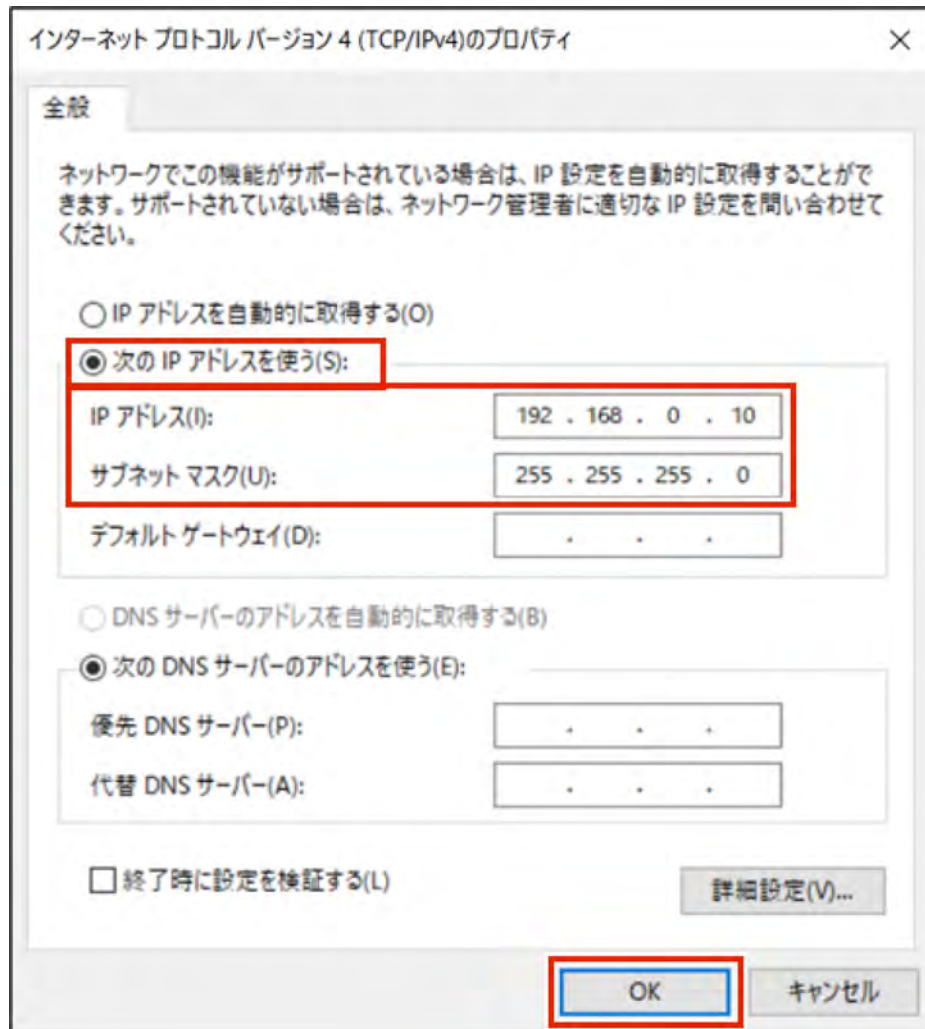 インターネット プロトコル バージョン 4 (TCP/IPv4)のプロパティ
全般
ネットワークでこの機能がサポートされている場合は、IP 設定を自動的に取得することがで
きます。サポートされていない場合は、ネットワーク管理者に適切な IP 設定を問い合わせて
ください。
IP アドレスを自動的に取得する(O)
次の IP アドレスを使う(S):
IP アドレス(I): 192 . 168 . 0 . 10
サブネット マスク(U): 255 . 255 . 255 . 0
デフォルト ゲートウェイ(D): . . .
DNS サーバーのアドレスを自動的に取得する(B)
次の DNS サーバーのアドレスを使う(E):
優先 DNS サーバー(P): . . .
代替 DNS サーバー(A): . . .
終了時に設定を検証する(L)
詳細設定(V)...
OK キャンセル